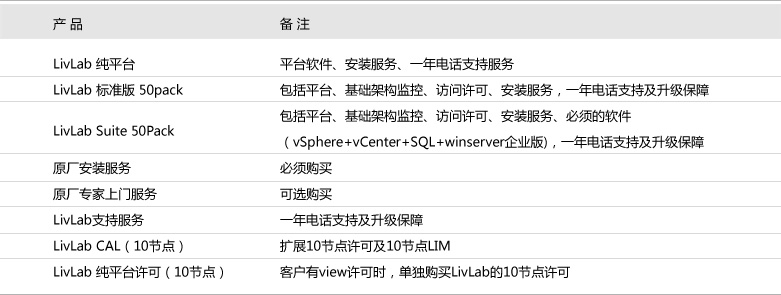 产 品 备 注
LivLab 纯平台 平台软件、安装服务、一年电话支持服务
LivLab 标准版 50pack 包括平台、基础架构监控、访问许可、安装服务，一年电话支持及升级保障
LivLab Suite 50Pack 包括平台、基础架构监控、访问许可、安装服务、必须的软件
（vSphere+vCenter+SQL+winserver企业版)，一年电话支持及升级保障
原厂安装服务 必须购买
原厂专家上门服务 可选购买
LivLab支持服务 一年电话支持及升级保障
LivLab CAL（10节点） 扩展10节点许可及10节点LIM
LivLab 纯平台许可（10节点） 客户有view许可时，单独购买LivLab的10节点许可